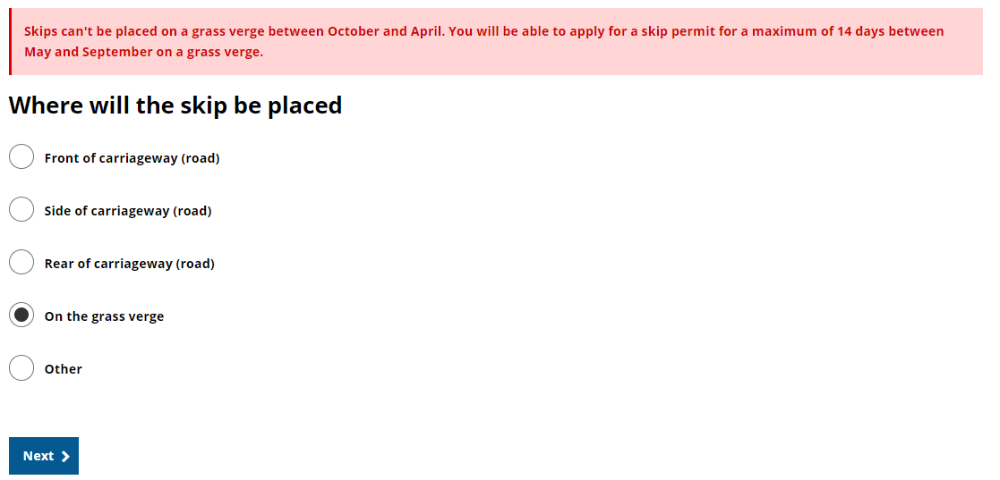 Skips can't be placed on a grass verge between October and April. You will be able to apply for a skip permit for a maximum of 14 days between
May and September on a grass verge.
Where will the skip be placed
Front of carriageway (road)
Side of carriageway (road)
Rear of carriageway (road)
On the grass verge
Other
Next